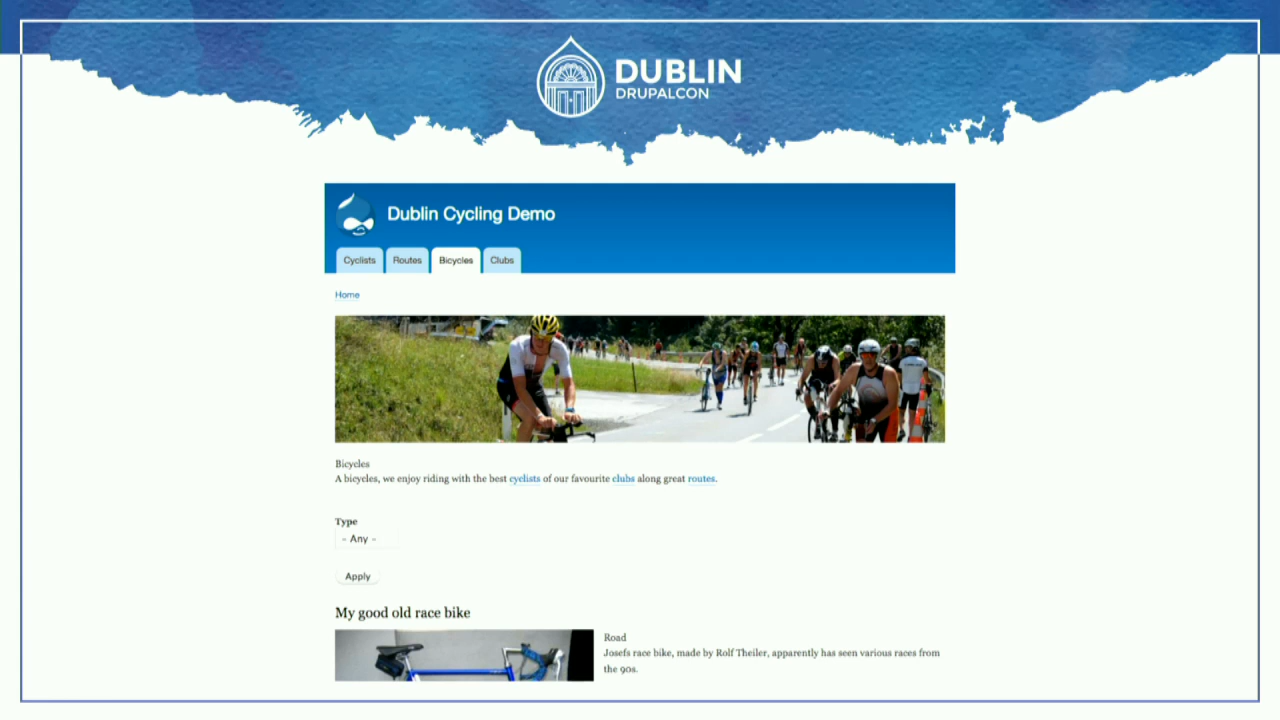 DUBLIN
DRUPALCON
Dublin Cycling Demo
Cyclists Routes Bicycles Clubs
Home
Bicycles
A bicycles, we enjoy riding with the best cyclists of our favourite clubs along great routes.
Type
- Any -
Apply
My good old race bike
Road
Josefs race bike, made by Rolf Theiler, apparently has seen various races from
the 90s.